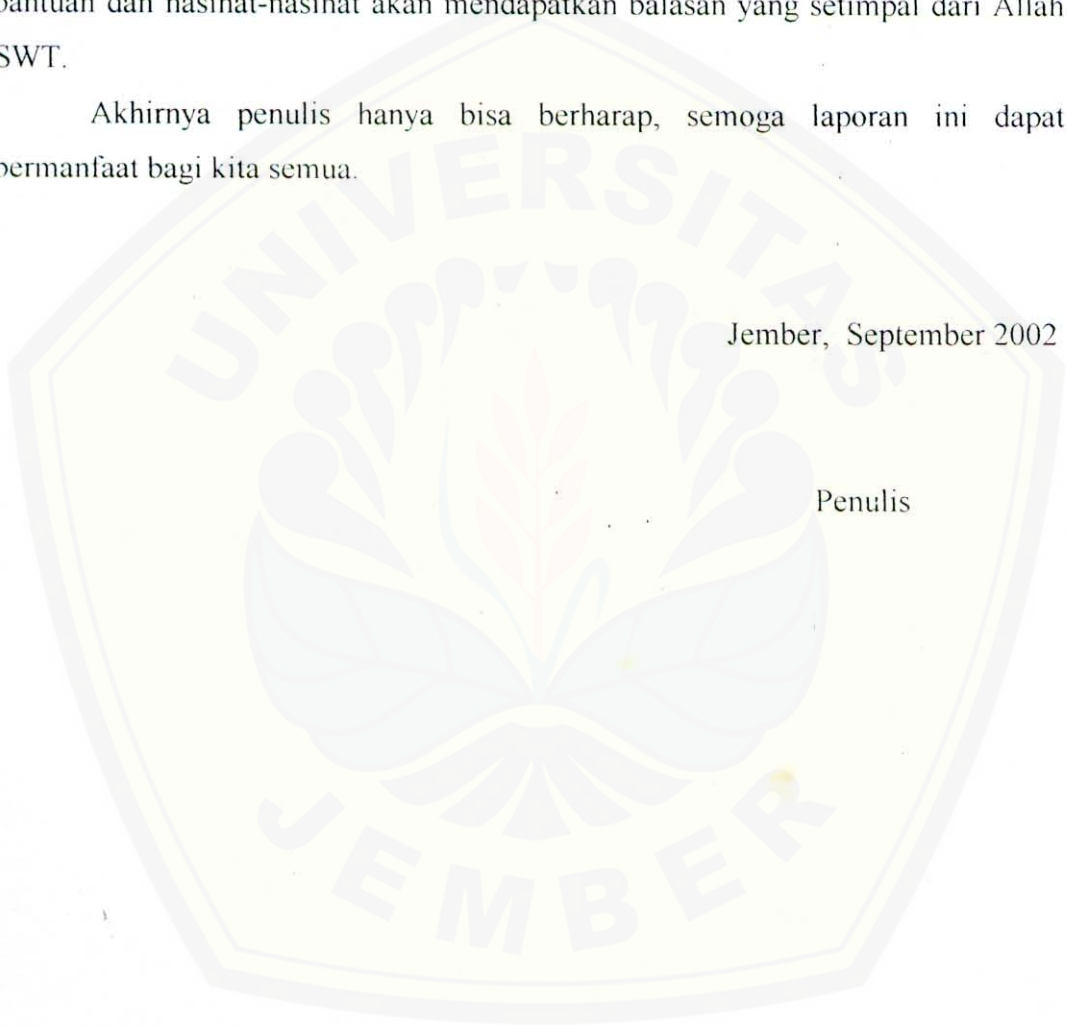 bantuan dan nasihat-nasihat akan mendapatkan balasan yang setimpal dari Allah
SWT.
Akhirnya penulis hanya bisa berharap, semoga laporan ini dapat
bermanfaat bagi kita semua.
Jember, September 2002
Penulis
UNIVERSITAS
JEMBER